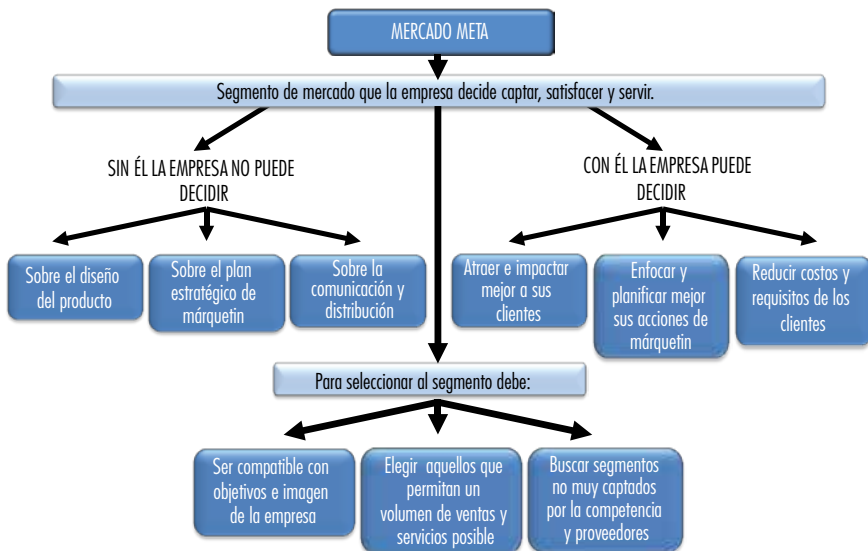 MERCADO META
Segmento de mercado que la empresa decide captar, satisfacer y servir.
SIN ÉL LA EMPRESA NO PUEDE
DECIDIR
CON ÉL LA EMPRESA PUEDE
DECIDIR
Sobre el diseño
del producto
Sobre el plan
estratégico de
márquetin
Sobre la
comunicación y
distribución
Atraer e impactar
mejor a sus
clientes
Enfocar y
planificar mejor
sus acciones de
márquetin
Reducir costos y
requisitos de los
clientes
Para seleccionar al segmento debe:
Ser compatible con
objetivos e imagen
de la empresa
Elegir aquellos que
permitan un
volumen de ventas y
servicios posible
Buscar segmentos
no muy captados
por la competencia
y proveedores